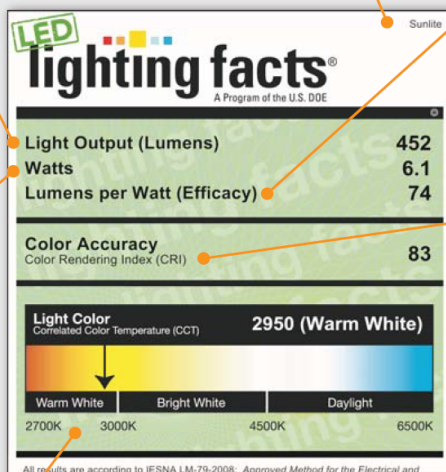 LED
Sunlite
lighting facts®
A Program of the U.S. DOE
Light Output (Lumens) 452
Watts 6.1
Lumens per Watt (Efficacy) 74
Color Accuracy 83
Color Rendering Index (CRI)
Light Color 2950 (Warm White)
Correlated Color Temperature (CCT)
Warm White Bright White Daylight
2700K 3000K 4500K 6500K
All results are according to IESNA LM-79-2008: Approved Method for the Electrical and